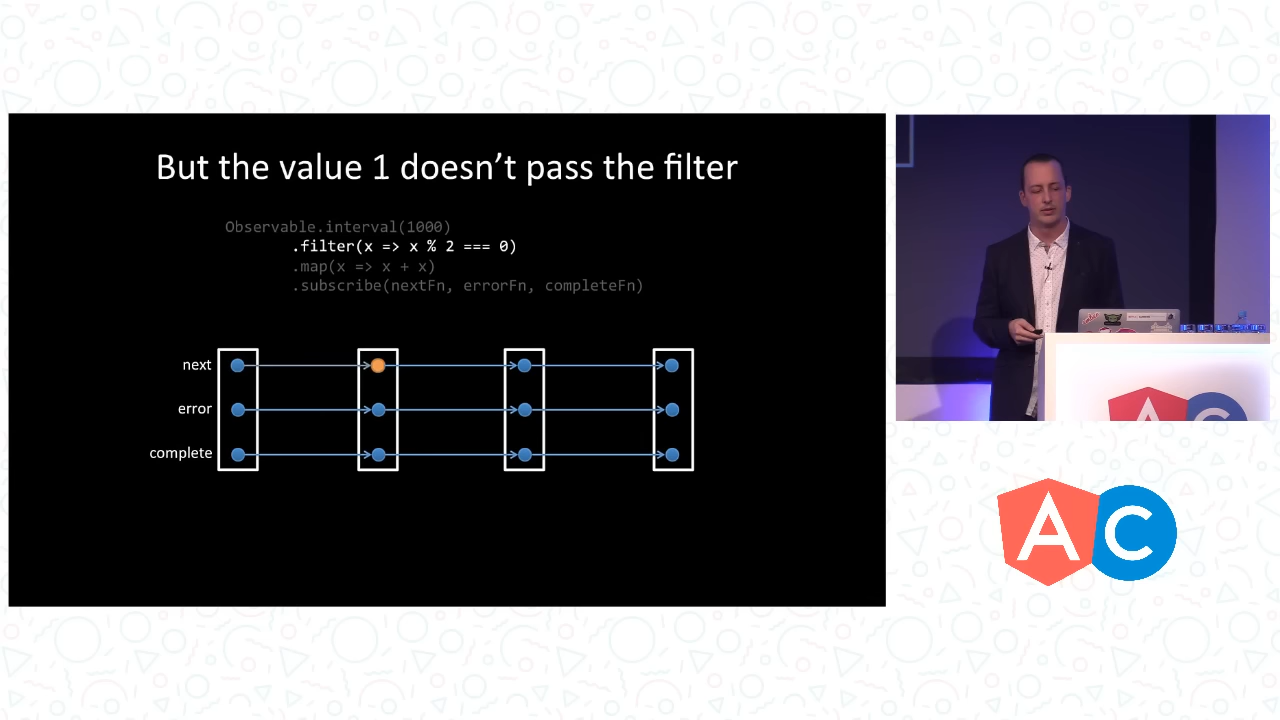 But the value 1 doesn't pass the filter
Observable.interval(1000)
.filter(x => x % 2 === 0)
.map(x => x + x)
.subscribe(nextFn, errorFn, completeFn)
next
error
complete
A C
A C